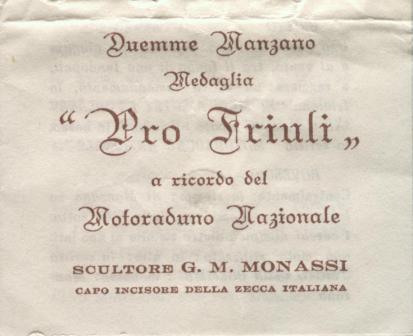 Duemme Manzano
Medaglia
“ Pro Friuli „
a ricordo del
Motoraduno Nazionale
SCULTORE G. M. MONASSI
CAPO INCISORE DELLA ZECCA ITALIANA